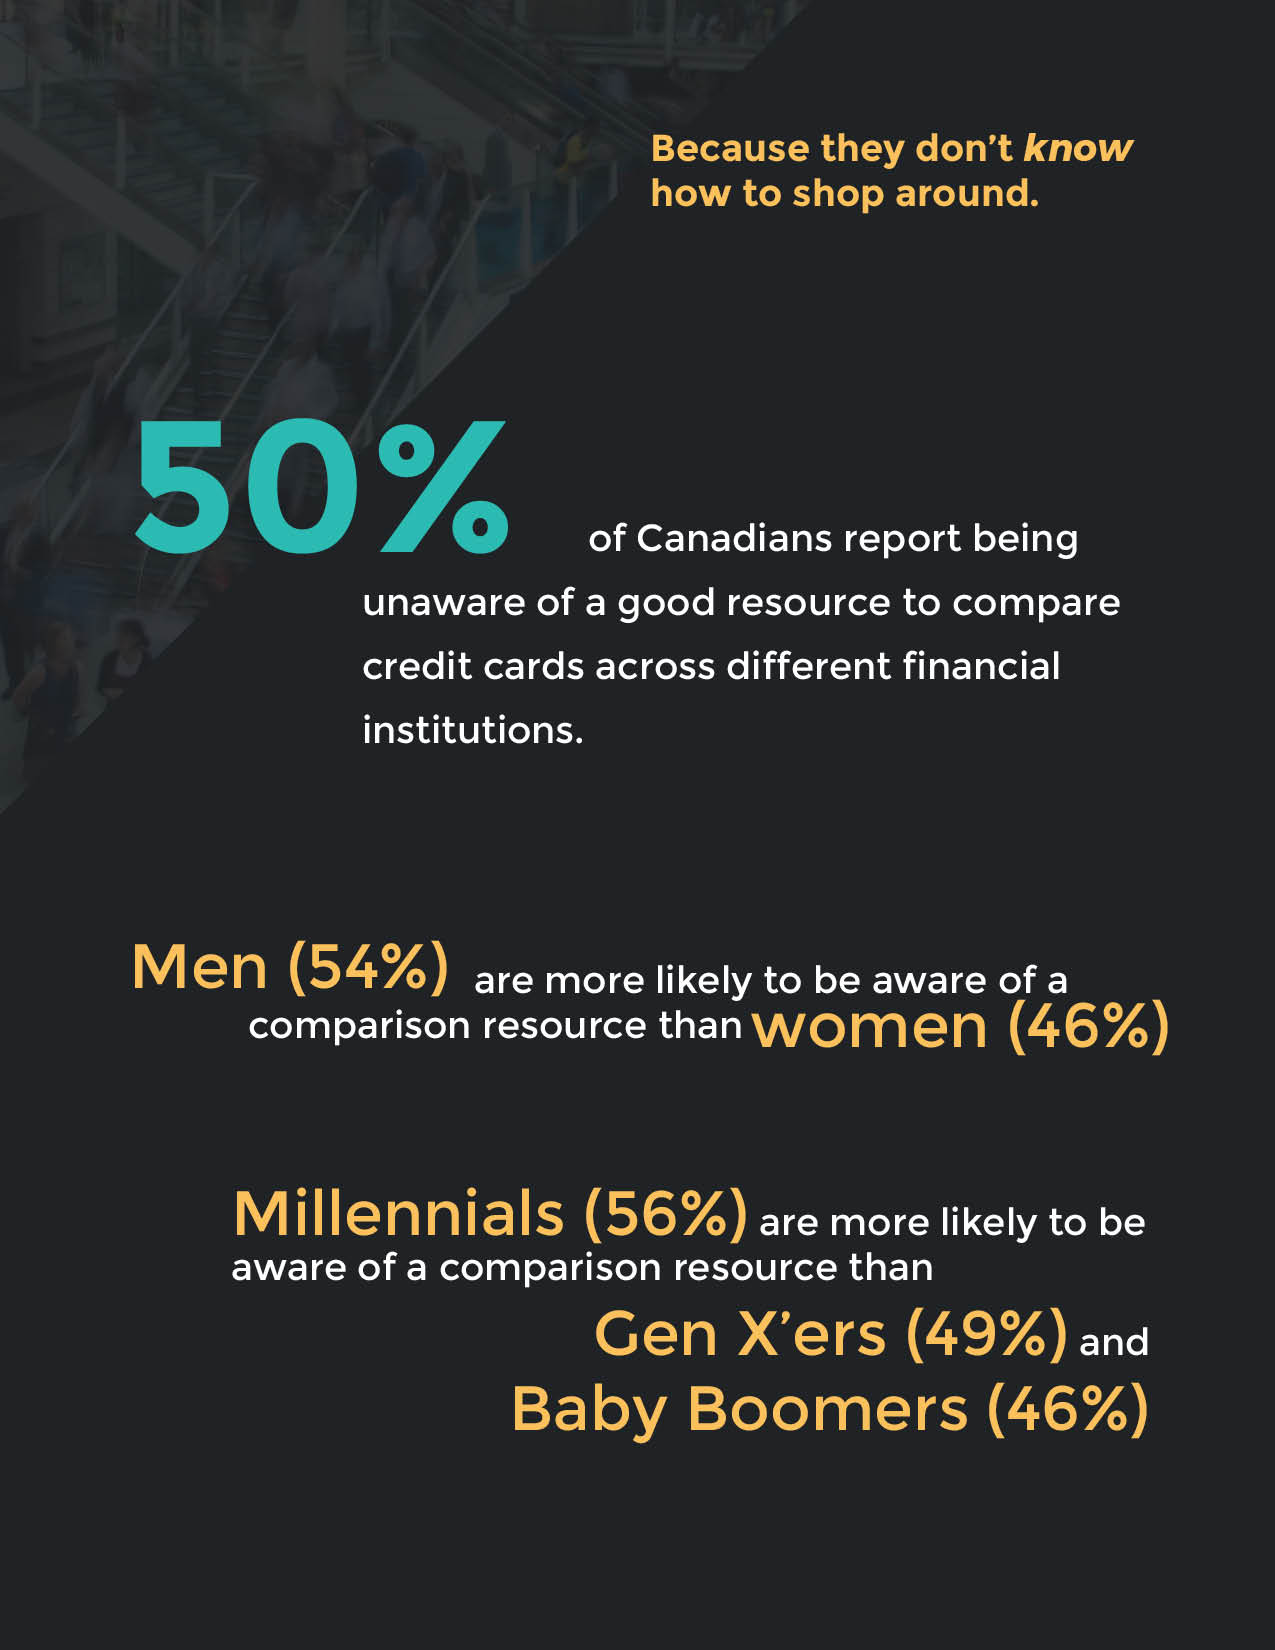 Because they don’t know
how to shop around.
50% of Canadians report being
unaware of a good resource to compare
credit cards across different financial
institutions.
Men (54%) are more likely to be aware of a
comparison resource than women (46%)
Millennials (56%) are more likely to be
aware of a comparison resource than
Gen X’ers (49%) and
Baby Boomers (46%)